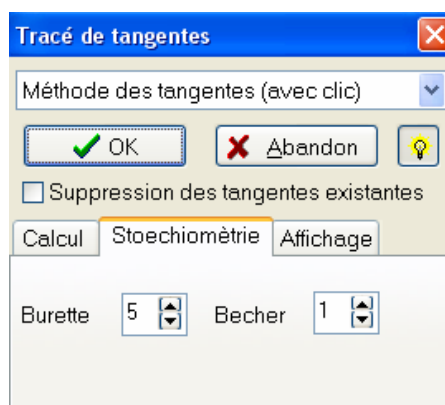 Tracé de tangentes
Méthode des tangentes (avec clic)
OK Abandon
Suppression des tangentes existantes
Calcul Stoechiomètrie Affichage
Burette 5 Becher 1